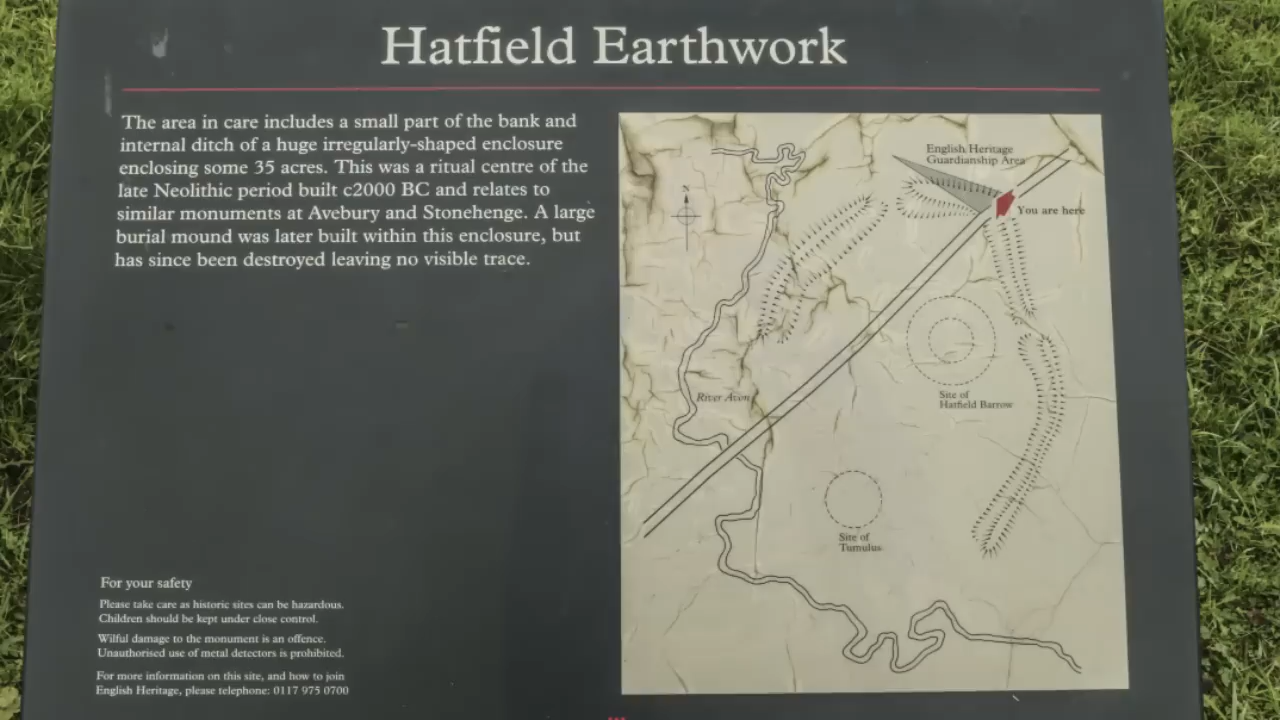 Hatfield Earthwork
The area in care includes a small part of the bank and
internal ditch of a huge irregularly-shaped enclosure
enclosing some 35 acres. This was a ritual centre of the
late Neolithic period built c2000 BC and relates to
similar monuments at Avebury and Stonehenge. A large
burial mound was later built within this enclosure, but
has since been destroyed leaving no visible trace.
For your safety
Please take care as historic sites can be hazardous.
Children should be kept under close control.
Wilful damage to the monument is an offence.
Unauthorised use of metal detectors is prohibited.
For more information on this site, and how to join
English Heritage, please telephone: 0117 975 0700
English Heritage
Guardianship Area
N
You are here
River Avon
Site of
Hatfield Barrow
Site of
Tumulus